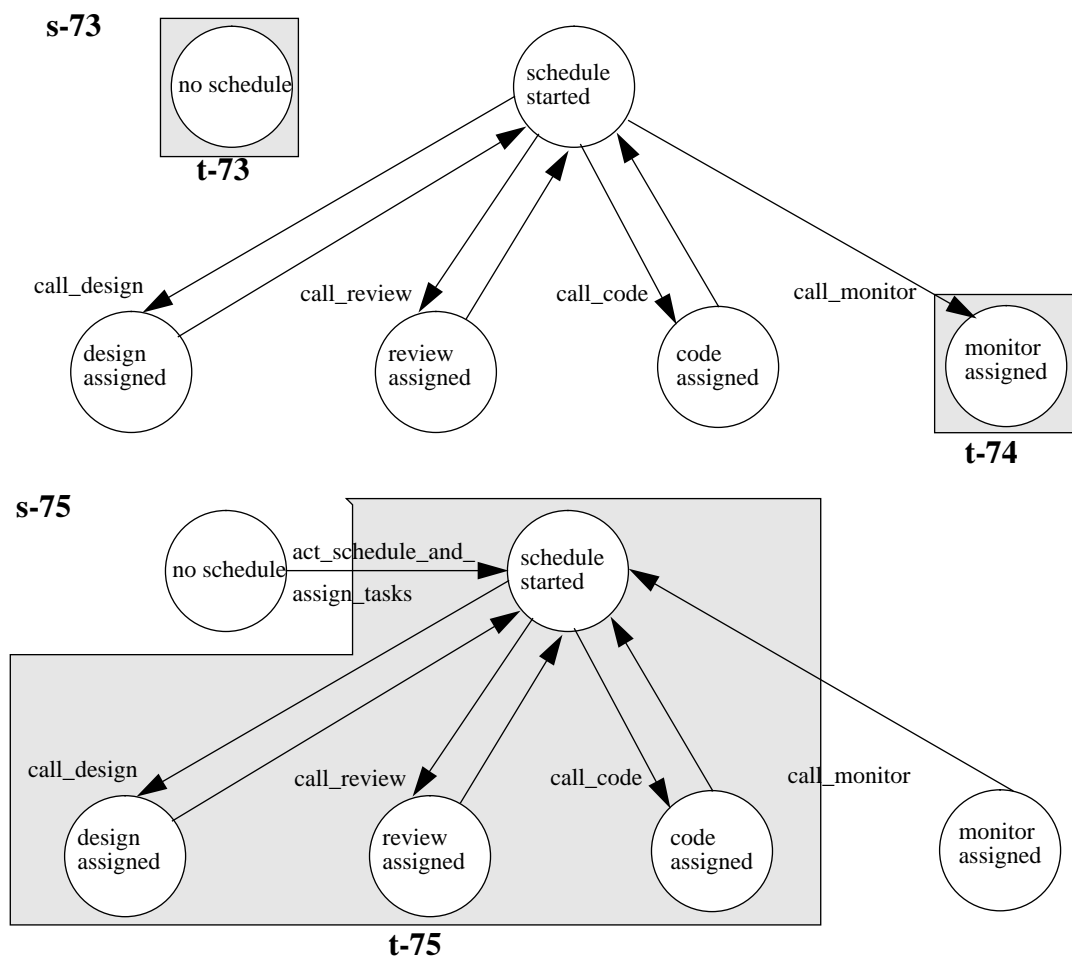 s-73
no schedule
t-73
schedule
started
call_design
call_review
call_code
call_monitor
design
assigned
review
assigned
code
assigned
monitor
assigned
t-74
s-75
no schedule
act_schedule_and_
assign_tasks
schedule
started
call_design
call_review
call_code
call_monitor
design
assigned
review
assigned
code
assigned
monitor
assigned
t-75